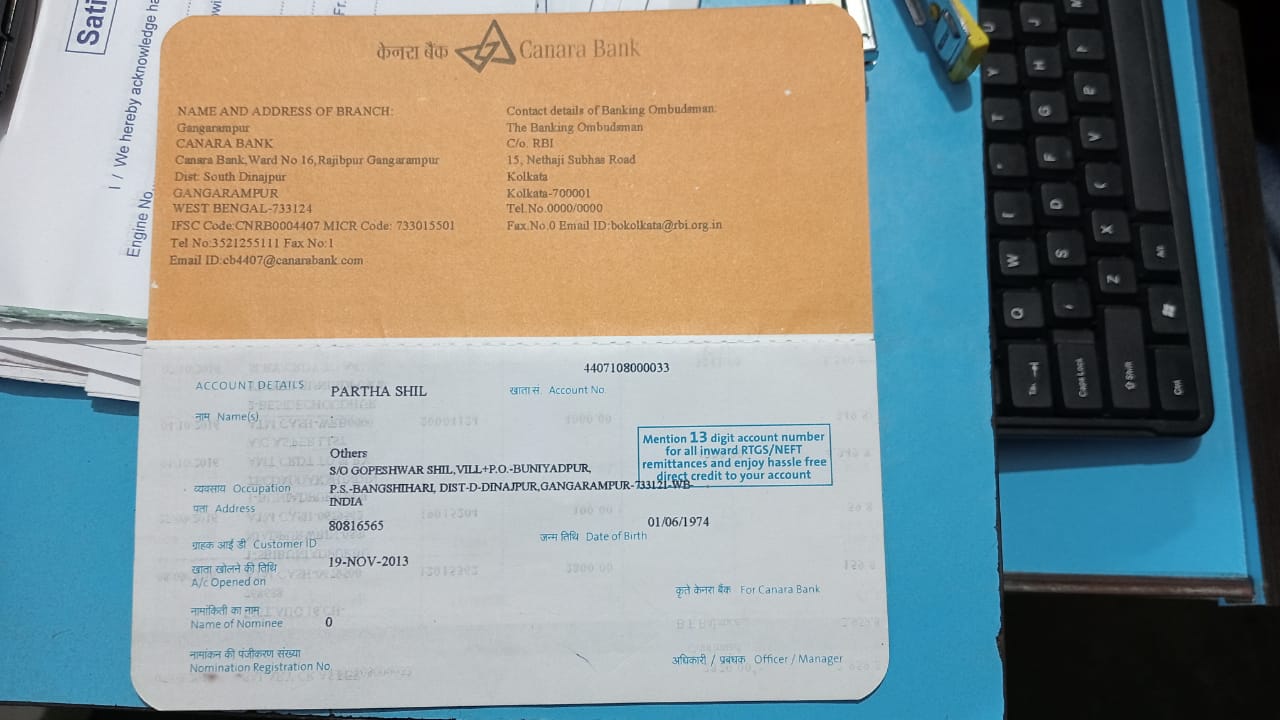 Sati
I / We hereby acknowledge ha
Engine No.
Fr.
केनरा बैंक Canara Bank
NAME AND ADDRESS OF BRANCH:
Gangarampur
CANARA BANK
Canara Bank,Ward No 16,Rajibpur Gangarampur
Dist: South Dinajpur
GANGARAMPUR
WEST BENGAL-733124
IFSC Code:CNRB0004407 MICR Code: 733015501
Tel No:3521255111 Fax No:1
Email ID:cb4407@canarabank.com
Contact details of Banking Ombudsman:
The Banking Ombudsman
C/o. RBI
15, Nethaji Subhas Road
Kolkata
Kolkata-700001
Tel.No.0000/0000
Fax.No.0 Email ID:bokolkata@rbi.org.in
4407108000033
ACCOUNT DETAILS PARTHA SHIL खाता सं. Account No.
नाम Name(s)
Mention 13 digit account number
for all inward RTGS/NEFT
remittances and enjoy hassle free
direct credit to your account
Others
S/O GOPESHWAR SHIL,VILL+P.O.-BUNIYADPUR,
व्यवसाय Occupation P.S.-BANGSHIHARI, DIST-D-DINAJPUR,GANGARAMPUR-733121-WB-
INDIA
पता Address
80816565 01/06/1974
ग्राहक आई डी Customer ID जन्म तिथि Date of Birth
खाता खोलने की तिथि 19-NOV-2013
A/c Opened on
कृते केनरा बैंक For Canara Bank
नामांकिती का नाम
Name of Nominee 0
नामांकन की पंजीकरण संख्या
Nomination Registration No.
अधिकारी / प्रबंधक Officer / Manager